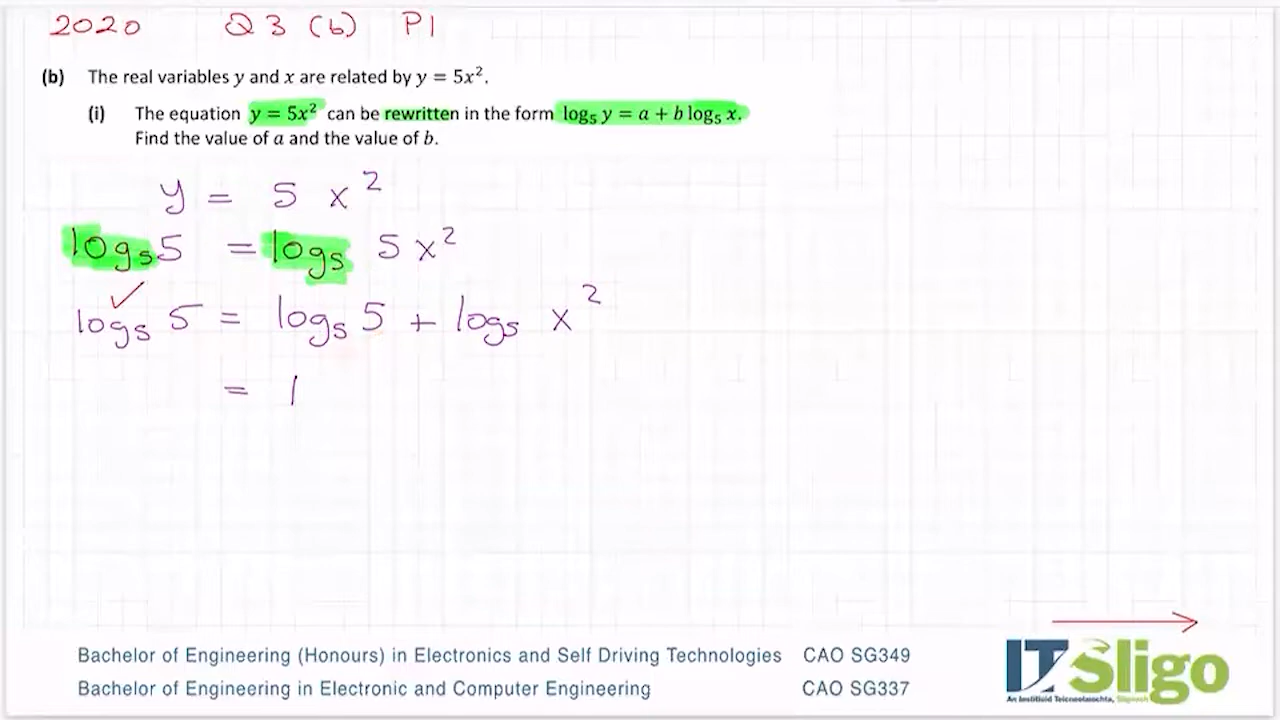 2020 Q3 (b) P1
(b) The real variables y and x are related by y = 5x².
(i) The equation y = 5x² can be rewritten in the form log₅ y = a + b log₅ x.
Find the value of a and the value of b.
y = 5 x²
log₅ 5 = log₅ 5 x²
log₅ 5 = log₅ 5 + log₅ x²
= 1
Bachelor of Engineering (Honours) in Electronics and Self Driving Technologies CAO SG349
Bachelor of Engineering in Electronic and Computer Engineering CAO SG337
IT Sligo
An Institiúid Teicneolaíochta, Sligeach